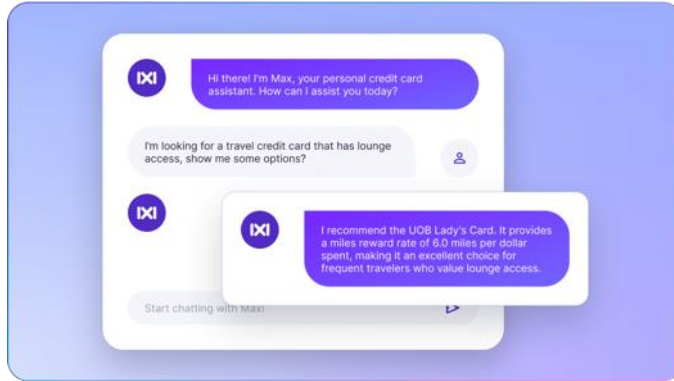 Hi there! I'm Max, your personal credit card
assistant. How can I assist you today?
I'm looking for a travel credit card that has lounge
access, show me some options?
I recommend the UOB Lady's Card. It provides
a miles reward rate of 6.0 miles per dollar
spent, making it an excellent choice for
frequent travelers who value lounge access.
Start chatting with Max!